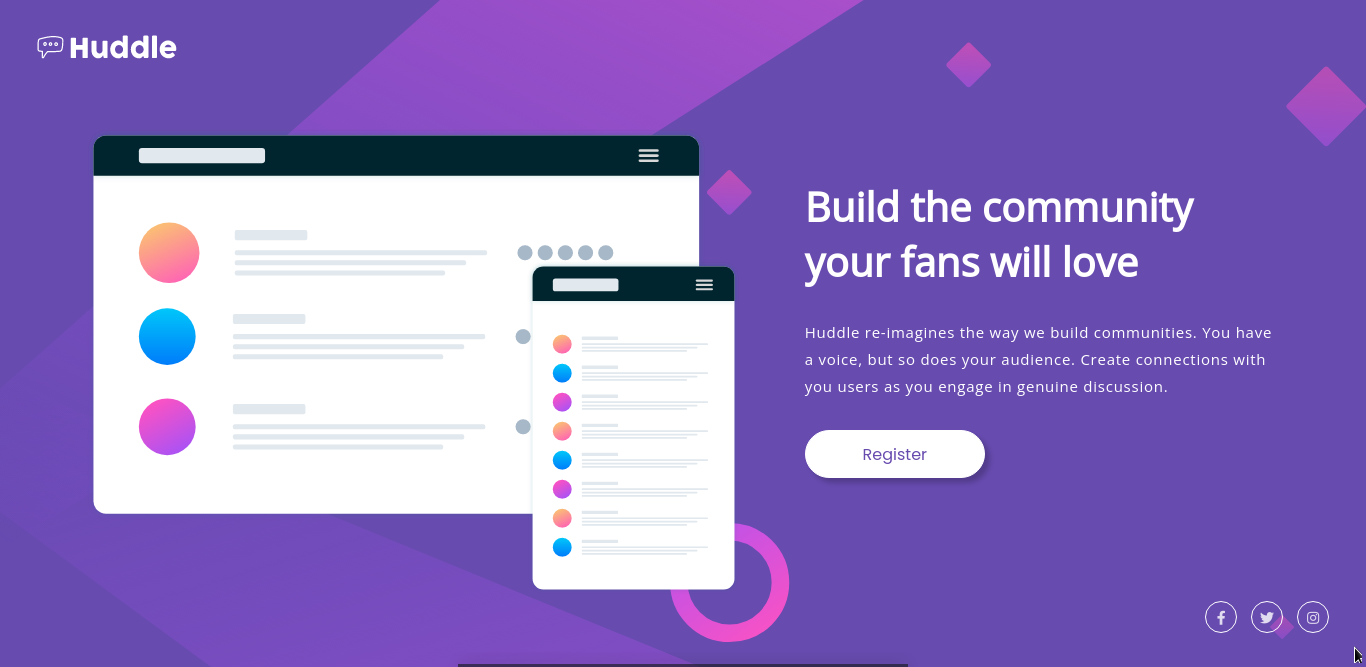 Huddle
Build the community
your fans will love
Huddle re-imagines the way we build communities. You have
a voice, but so does your audience. Create connections with
you users as you engage in genuine discussion.
Register